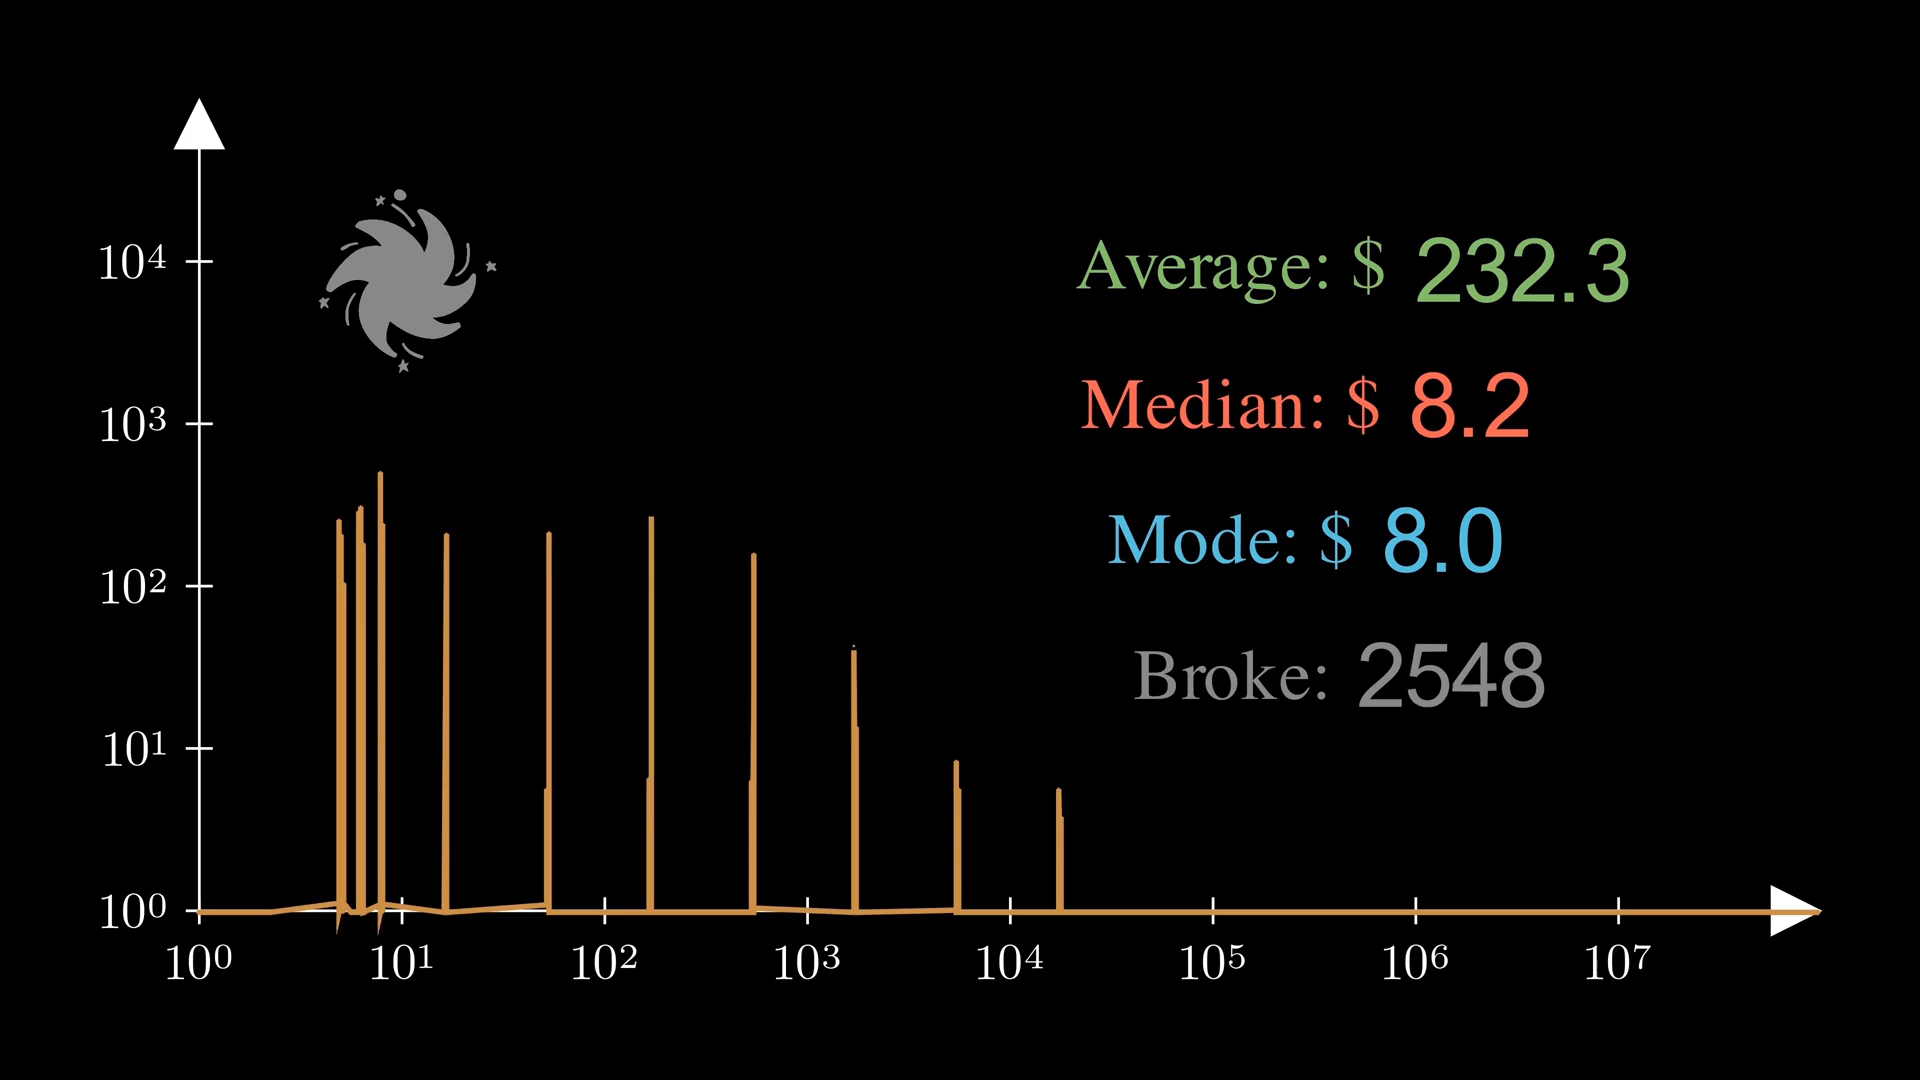 Average: $ 232.3
Median: $ 8.2
Mode: $ 8.0
Broke: 2548
10⁴
10³
10²
10¹
10⁰
10⁰ 10¹ 10² 10³ 10⁴ 10⁵ 10⁶ 10⁷